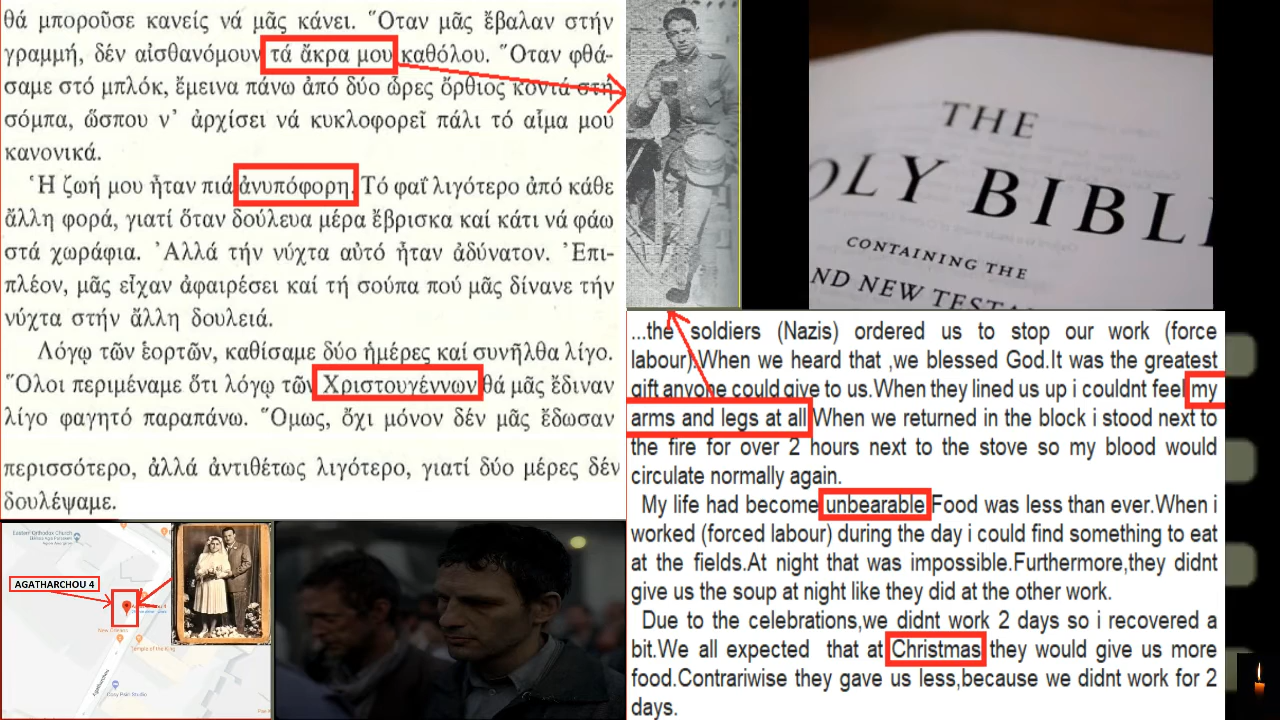 θά μποροῦσε κανείς νά μᾶς κάνει. Ὅταν μᾶς ἔβαλαν στήν
γραμμή, δέν αἰσθανόμουν τά ἄκρα μου καθόλου. Ὅταν φθά-
σαμε στό μπλόκ, ἔμεινα πάνω ἀπό δύο ὧρες ὄρθιος κοντά στή
σόμπα, ὥσπου ν' ἀρχίσει νά κυκλοφορεῖ πάλι τό αἷμα μου
κανονικά.
Ἡ ζωή μου ἦταν πιά ἀνυπόφορη. Τό φαΐ λιγότερο ἀπό κάθε
ἄλλη φορά, γιατί ὅταν δούλευα μέρα ἔβρισκα καί κάτι νά φάω
στά χωράφια. Ἀλλά τήν νύχτα αὐτό ἦταν ἀδύνατον. Ἐπι-
πλέον, μᾶς εἶχαν ἀφαιρέσει καί τή σούπα πού μᾶς δίνανε τήν
νύχτα στήν ἄλλη δουλειά.
Λόγῳ τῶν ἑορτῶν, καθίσαμε δύο ἡμέρες καί συνῆλθα λίγο.
Ὅλοι περιμέναμε ὅτι λόγῳ τῶν Χριστουγέννων θά μᾶς ἔδιναν
λίγο φαγητό παραπάνω. Ὅμως, ὄχι μόνον δέν μᾶς ἔδωσαν
περισσότερο, ἀλλά ἀντιθέτως λιγότερο, γιατί δύο μέρες δέν
δουλέψαμε.
THE
OLY BIBL
CONTAINING THE
ND NEW TESTA
...the soldiers (Nazis) ordered us to stop our work (force
labour).When we heard that ,we blessed God.It was the greatest
gift anyone could give to us.When they lined us up i couldnt feel my
arms and legs at all When we returned in the block i stood next to
the fire for over 2 hours next to the stove so my blood would
circulate normally again.
My life had become unbearable Food was less than ever.When i
worked (forced labour) during the day i could find something to eat
at the fields.At night that was impossible.Furthermore,they didnt
give us the soup at night like they did at the other work.
Due to the celebrations,we didnt work 2 days so i recovered a
bit.We all expected that at Christmas they would give us more
food.Contrariwise they gave us less,because we didnt work for 2
days.
Eastern Orthodox Church
AGATHARCHOU 4
Temple of the King
Agatharchou
Cosy Psiri Studio